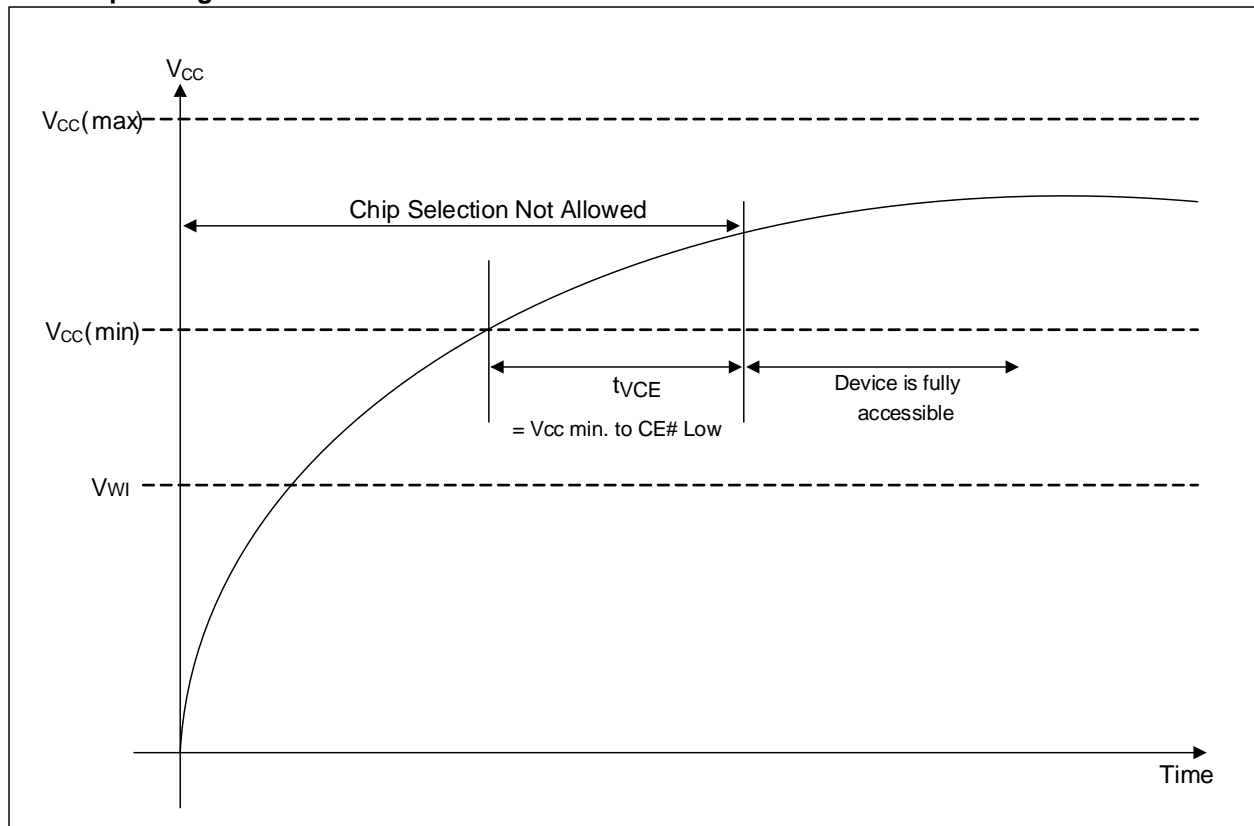 VCC
VCC(max)
Chip Selection Not Allowed
VCC(min)
tVCE
= Vcc min. to CE# Low
Device is fully
accessible
VWI
Time